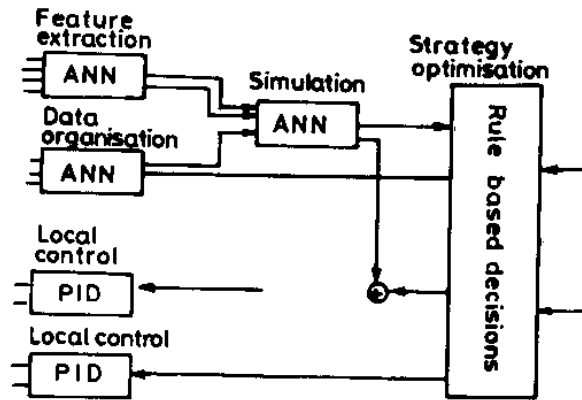 Feature
extraction
ANN
Data
organisation
ANN
Simulation
ANN
Strategy
optimisation
Rule based decisions
Local
control
PID
Local control
PID